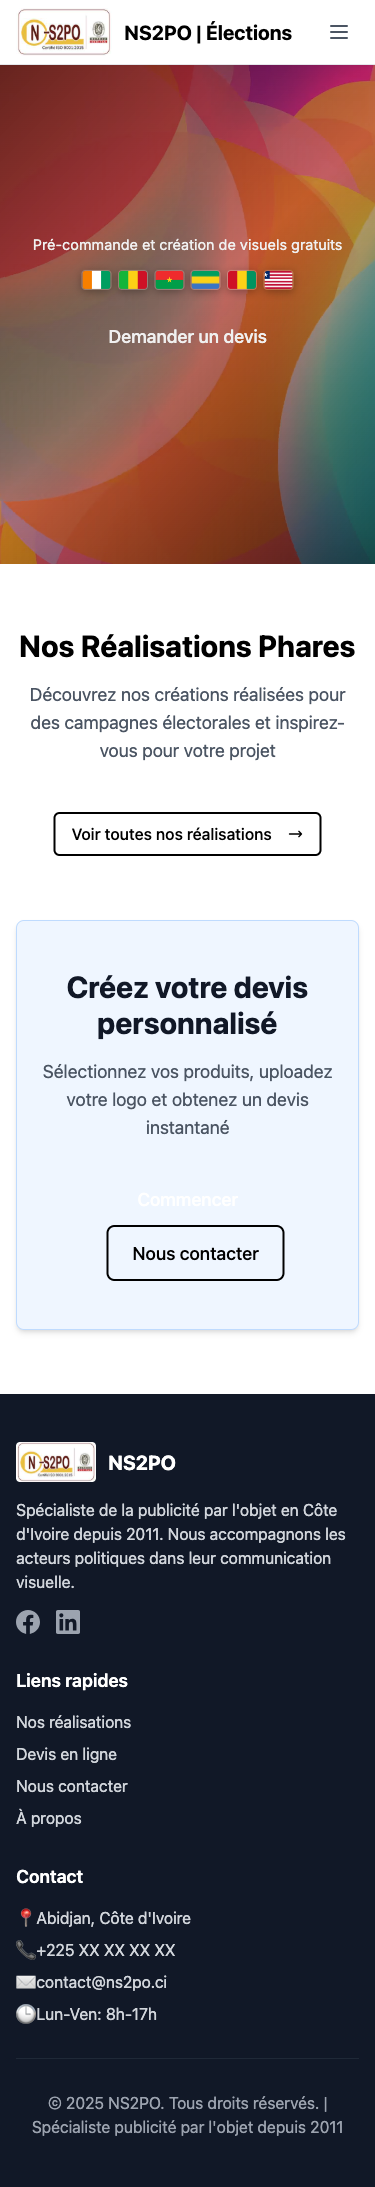 N-S2PO
Certifié ISO 9001:2015
NS2PO | Élections
Pré-commande et création de visuels gratuits
Demander un devis
Nos Réalisations Phares
Découvrez nos créations réalisées pour
des campagnes électorales et inspirez-
vous pour votre projet
Voir toutes nos réalisations →
Créez votre devis
personnalisé
Sélectionnez vos produits, uploadez
votre logo et obtenez un devis
instantané
Commencer
Nous contacter
N-S2PO
NS2PO
Spécialiste de la publicité par l'objet en Côte
d'Ivoire depuis 2011. Nous accompagnons les
acteurs politiques dans leur communication
visuelle.
Liens rapides
Nos réalisations
Devis en ligne
Nous contacter
À propos
Contact
📍Abidjan, Côte d'Ivoire
📞+225 XX XX XX XX
✉️contact@ns2po.ci
🕒Lun-Ven: 8h-17h
© 2025 NS2PO. Tous droits réservés. |
Spécialiste publicité par l'objet depuis 2011